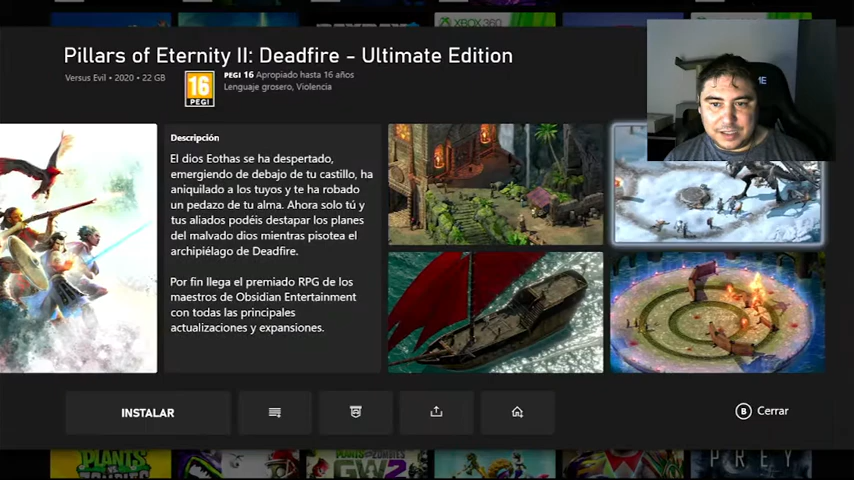 PAYDAY
XBOX 360
Pillars of Eternity II: Deadfire - Ultimate Edition
Versus Evil • 2020 • 22 GB
16
PEGI
PEGI 16 Apropiado hasta 16 años
Lenguaje grosero, Violencia
Descripción
El dios Eothas se ha despertado,
emergiendo de debajo de tu castillo, ha
aniquilado a los tuyos y te ha robado
un pedazo de tu alma. Ahora solo tú y
tus aliados podéis destapar los planes
del malvado dios mientras pisotea el
archipiélago de Deadfire.
Por fin llega el premiado RPG de los
maestros de Obsidian Entertainment
con todas las principales
actualizaciones y expansiones.
INSTALAR
B Cerrar
PLANTS
ZOMBIES
GW2
PREY